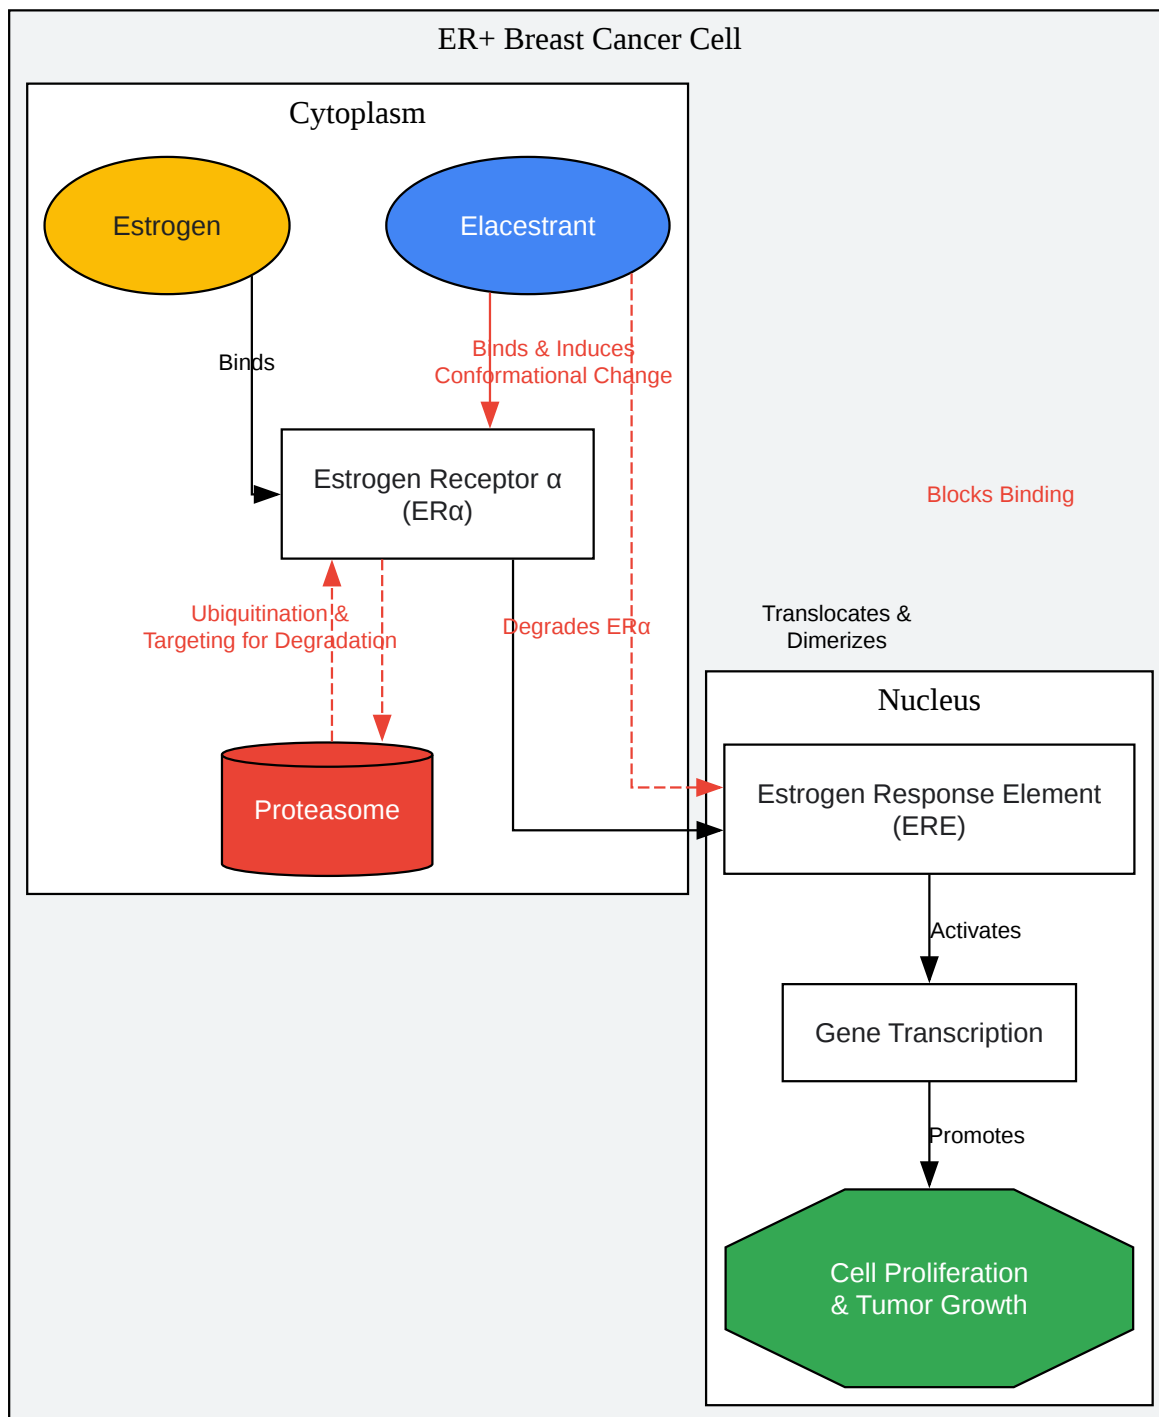 ER+ Breast Cancer Cell
Cytoplasm
Estrogen
Elacestrant
Binds
Binds & Induces
Conformational Change
Estrogen Receptor α
(ERα)
Blocks Binding
Ubiquitination &
Targeting for Degradation
Degrades ERα
Translocates &
Dimerizes
Nucleus
Proteasome
Estrogen Response Element
(ERE)
Activates
Gene Transcription
Promotes
Cell Proliferation
& Tumor Growth